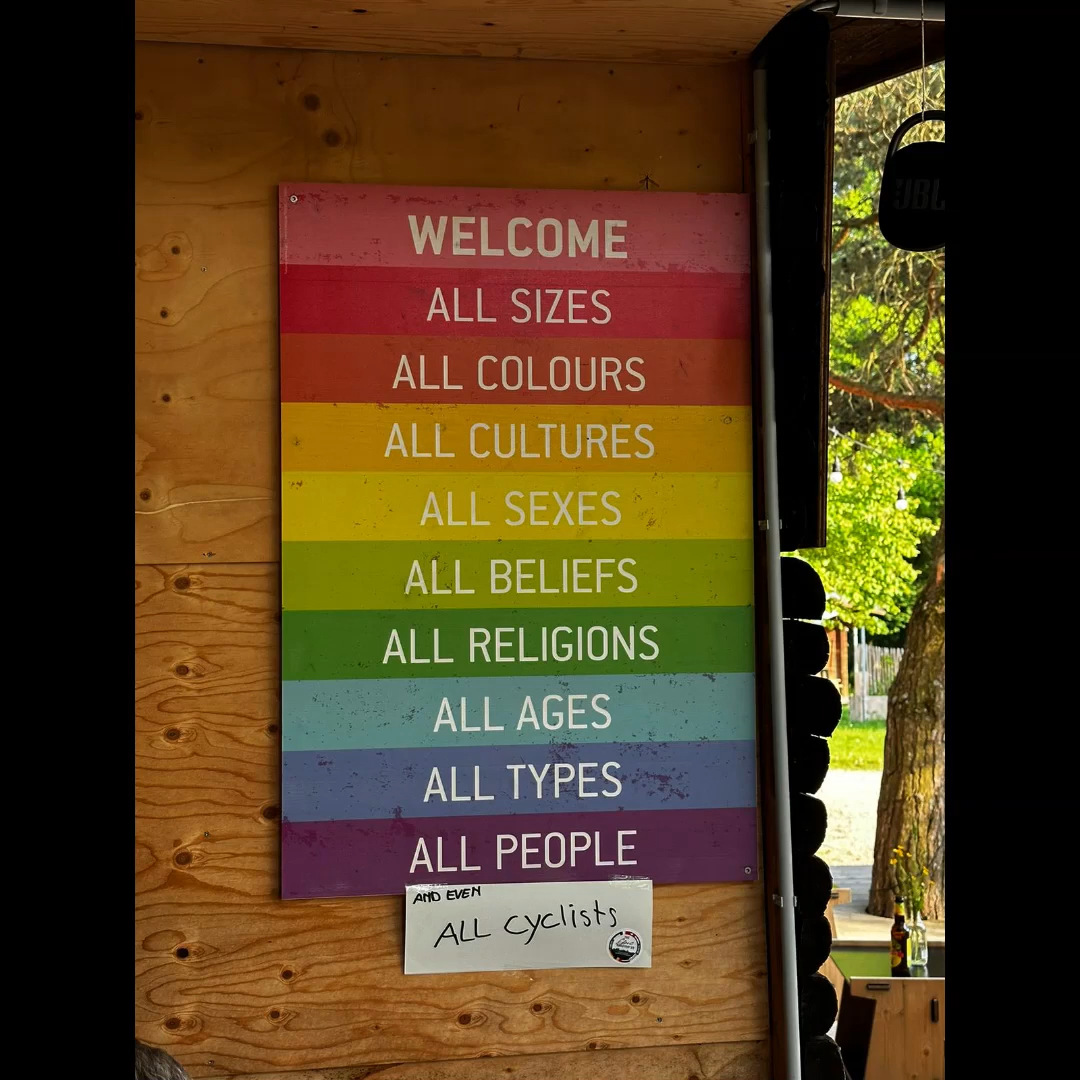 WELCOME
ALL SIZES
ALL COLOURS
ALL CULTURES
ALL SEXES
ALL BELIEFS
ALL RELIGIONS
ALL AGES
ALL TYPES
ALL PEOPLE
AND EVEN
ALL cyclists
JBL